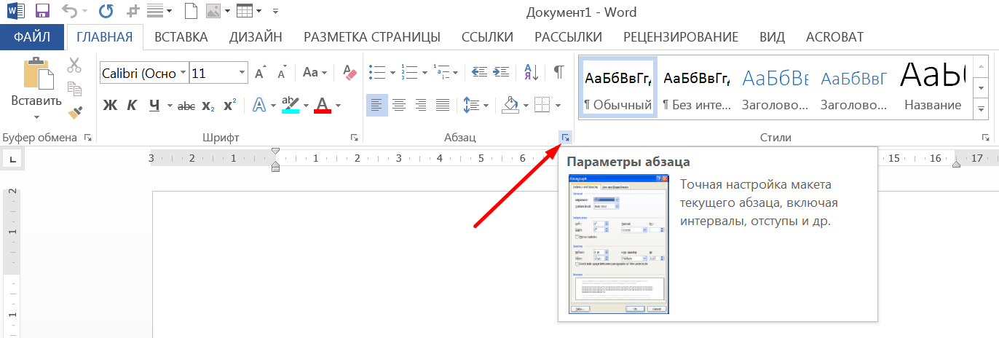 Документ1 - Word
ФАЙЛ ГЛАВНАЯ ВСТАВКА ДИЗАЙН РАЗМЕТКА СТРАНИЦЫ ССЫЛКИ РАССЫЛКИ РЕЦЕНЗИРОВАНИЕ ВИД ACROBAT
Calibri (Осно 11 Aa
АаБбВвГг, АаБбВвГг, АаБбВ АаБбВвГ АаБ
Вставить
Ж К Ч abc x₂ x² A ab A
¶ Обычный ¶ Без инте... Заголово... Заголово... Название
Буфер обмена Шрифт Абзац Стили
3 2 1 1 2 3 4 5 6 15 16 17
Параметры абзаца
Точная настройка макета
текущего абзаца, включая
интервалы, отступы и др.
2
1
1